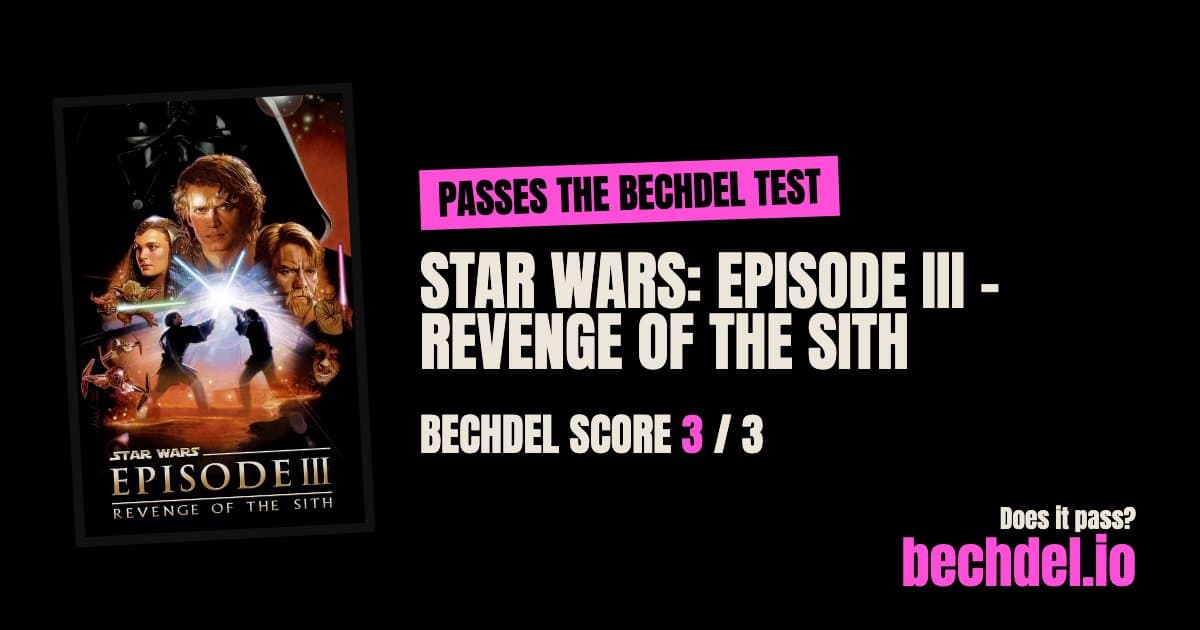 STAR WARS
EPISODE III
REVENGE OF THE SITH
PASSES THE BECHDEL TEST
STAR WARS: EPISODE III -
REVENGE OF THE SITH
BECHDEL SCORE 3 / 3
Does it pass?
bechdel.io